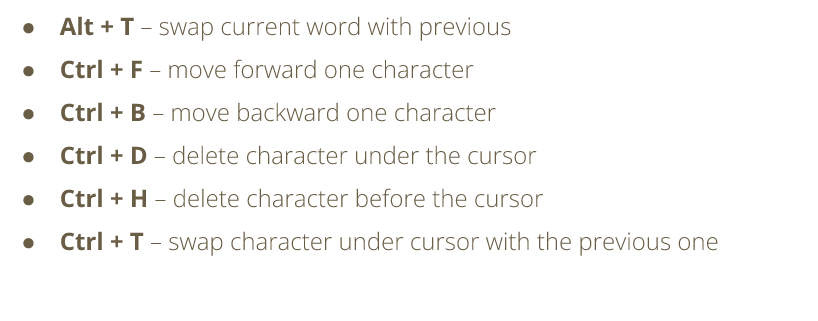 ● Alt + T – swap current word with previous
● Ctrl + F – move forward one character
● Ctrl + B – move backward one character
● Ctrl + D – delete character under the cursor
● Ctrl + H – delete character before the cursor
● Ctrl + T – swap character under cursor with the previous one